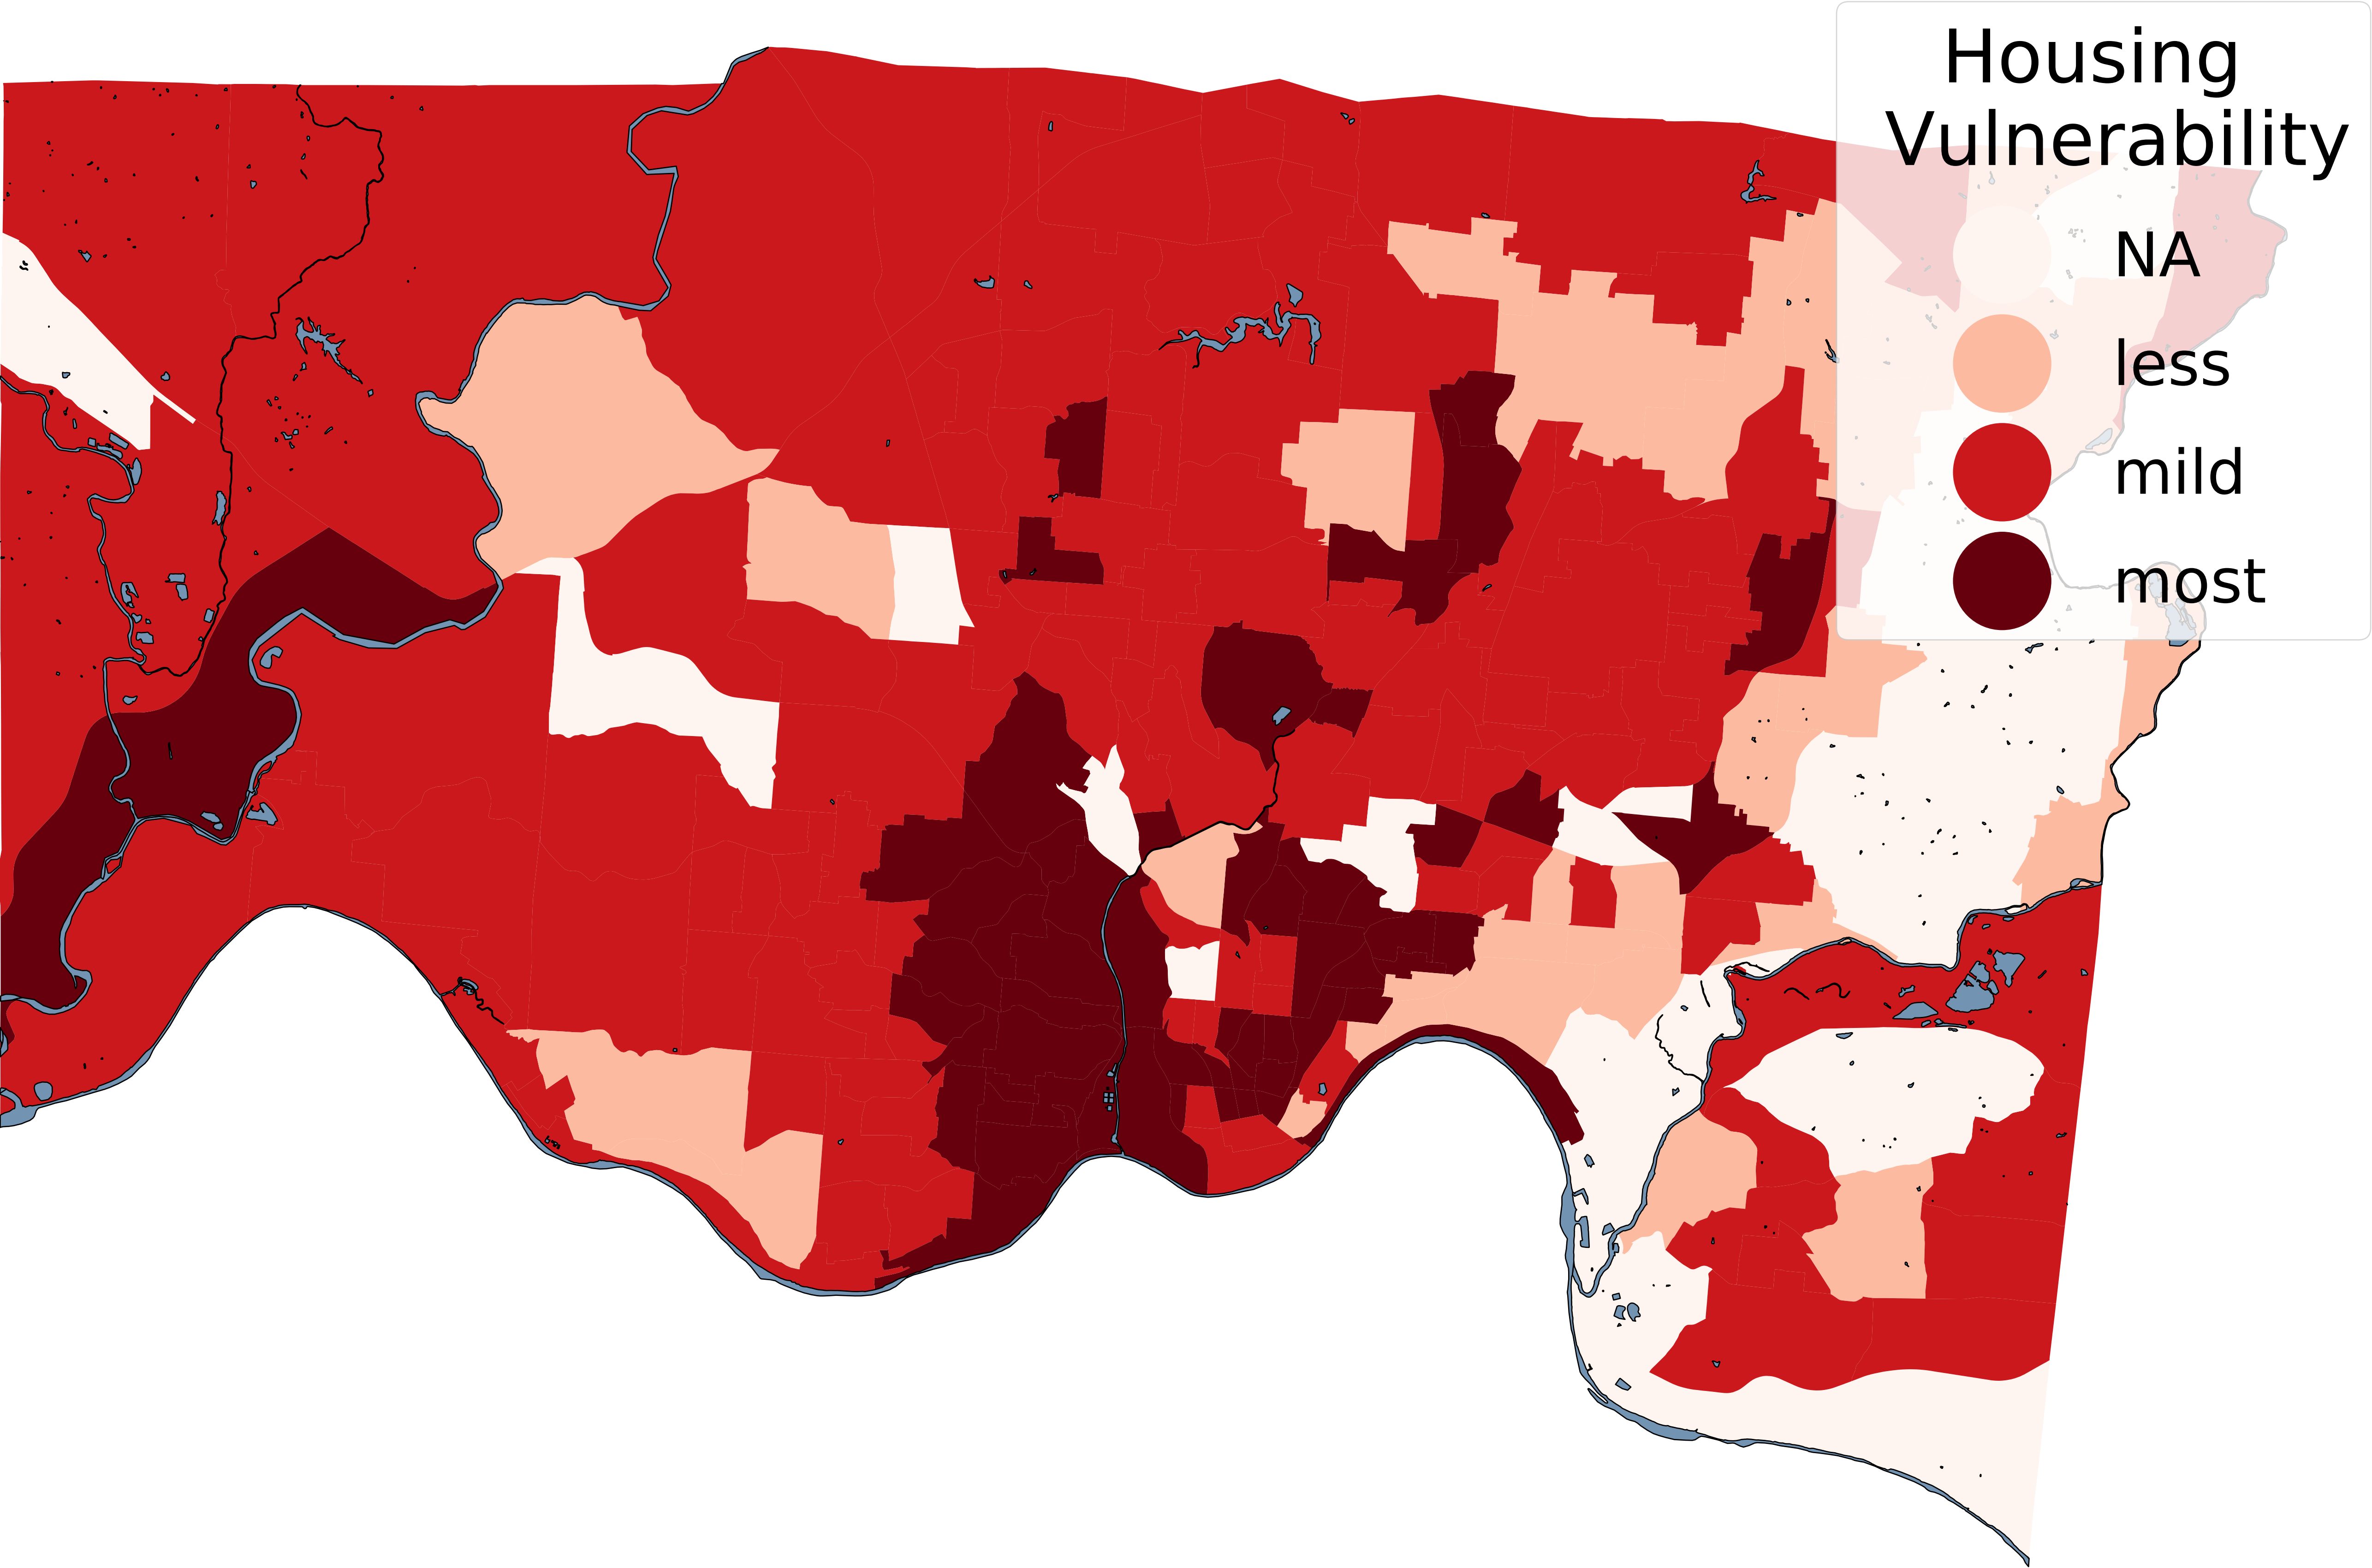 Housing
Vulnerability
NA
less
mild
most